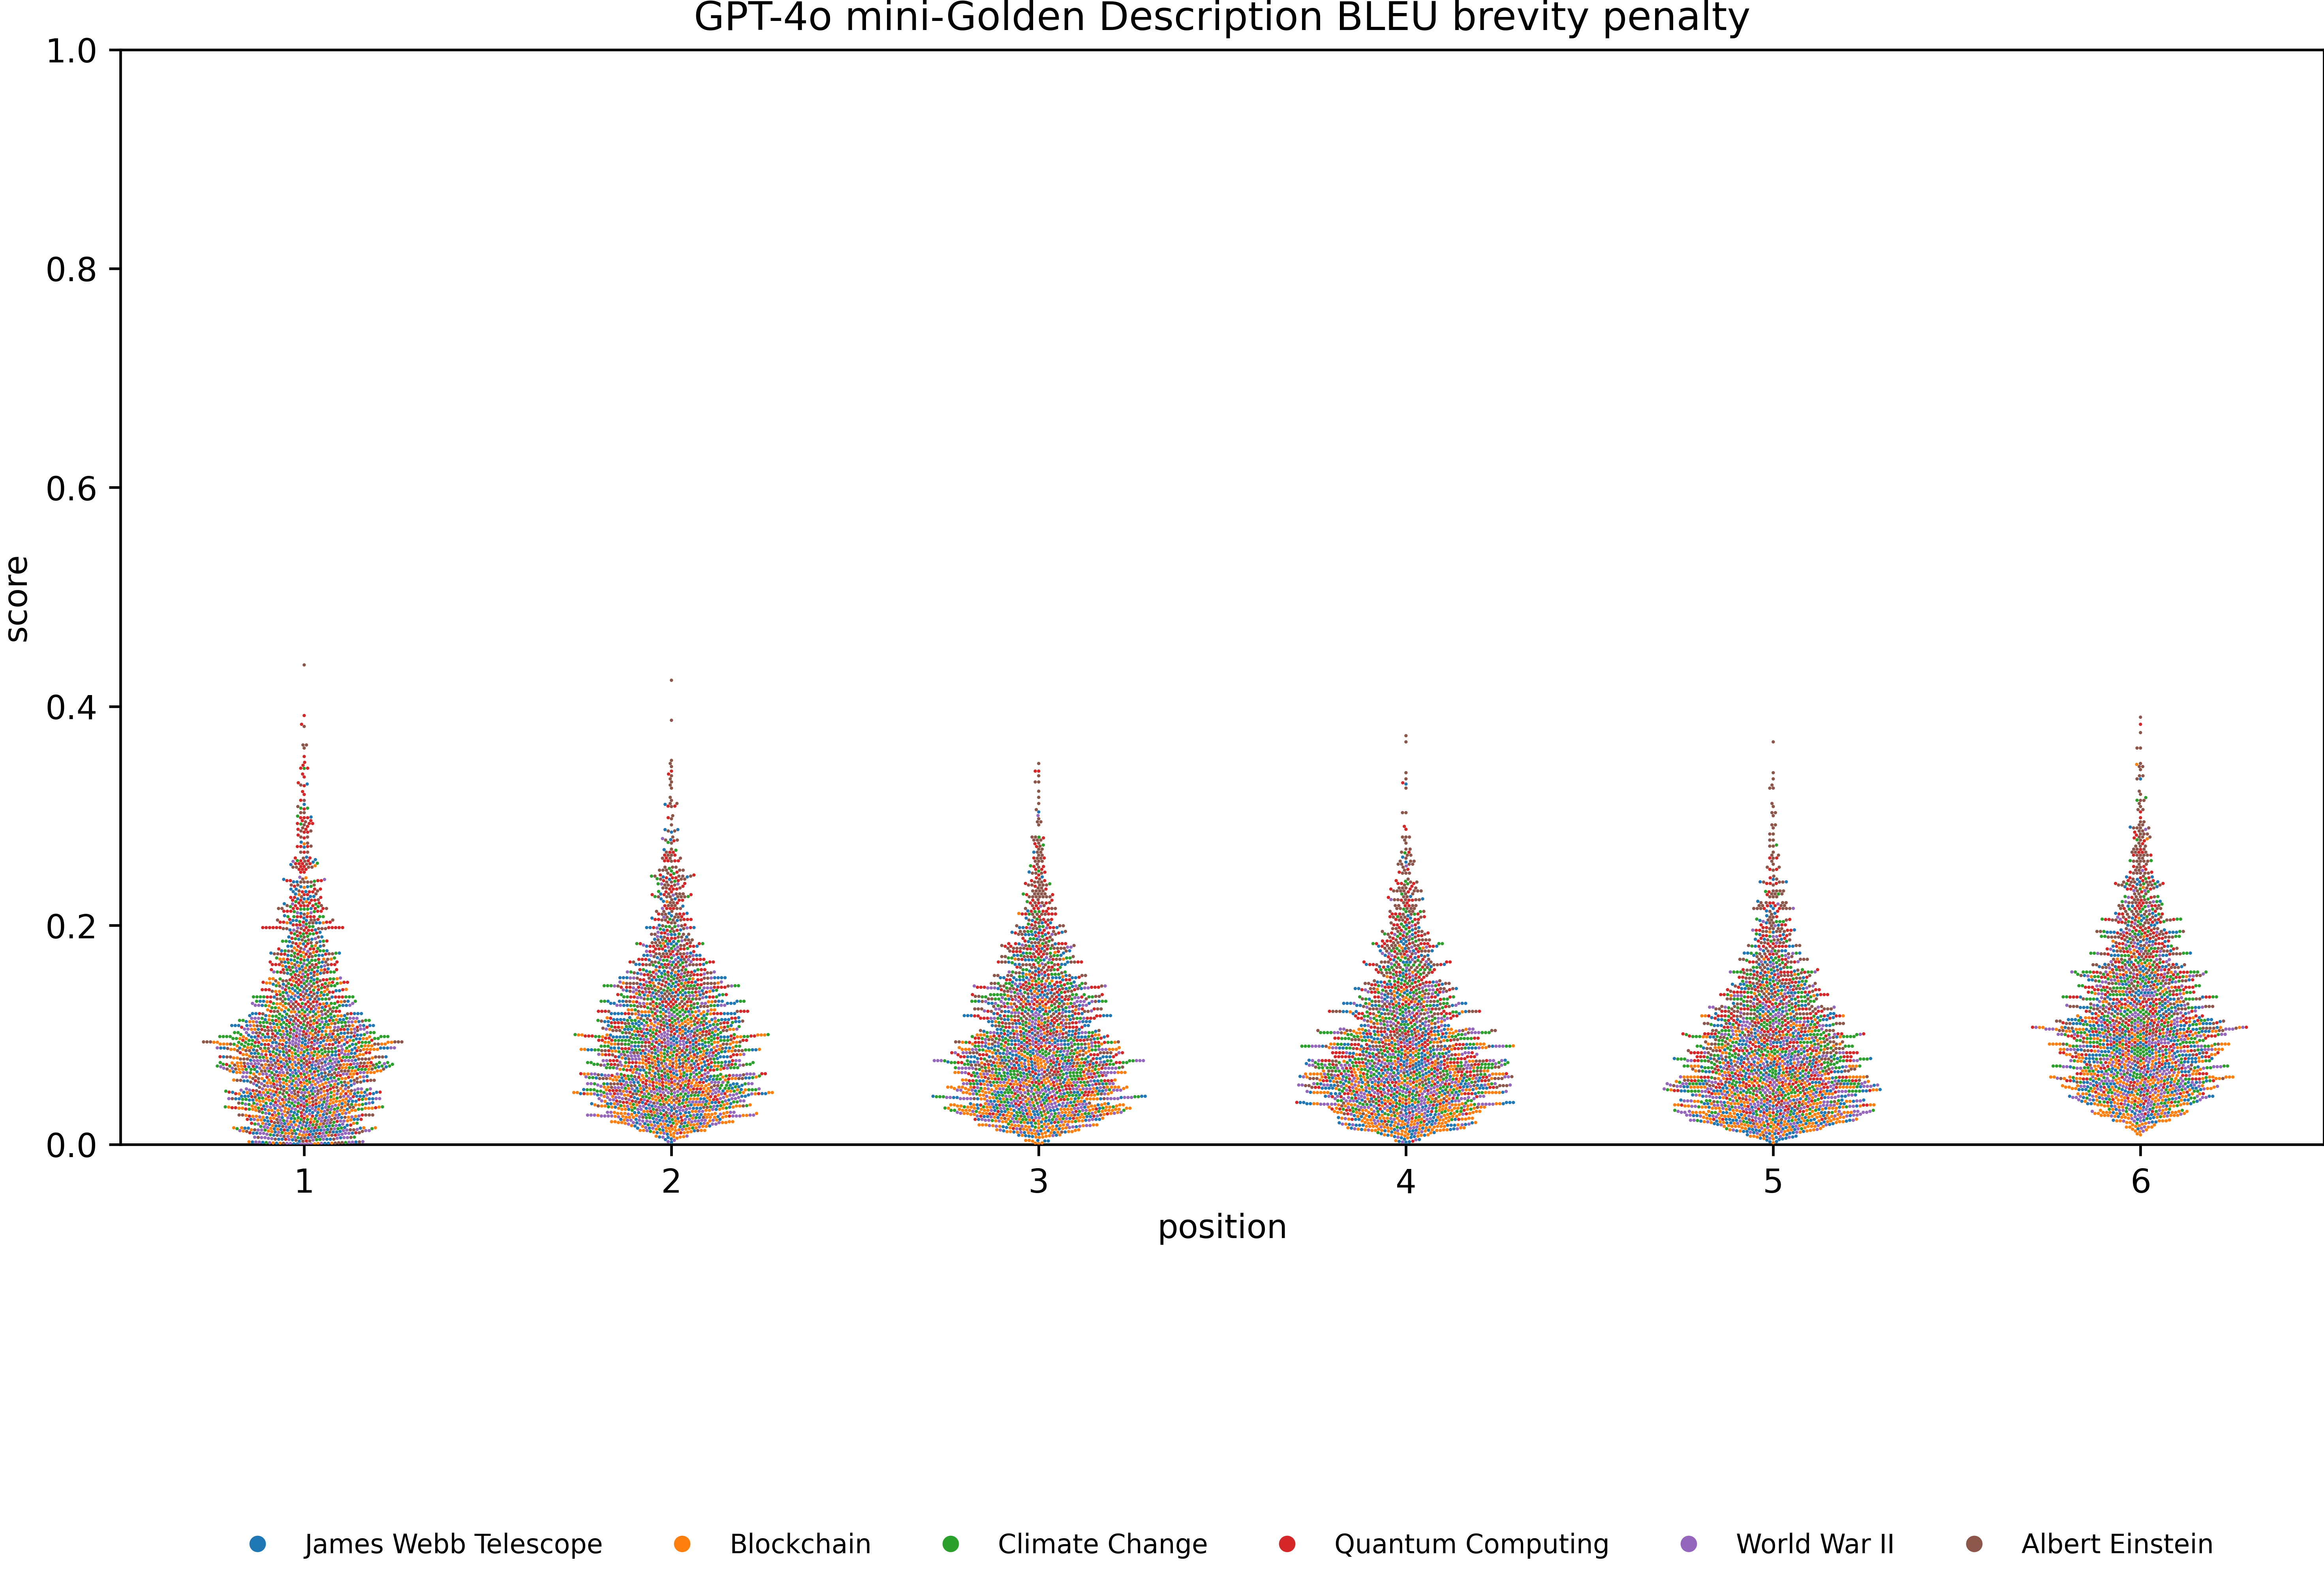 GPT-4o mini-Golden Description BLEU brevity penalty
1.0
0.8
0.6
0.4
0.2
0.0
score
1 2 3 4 5 6
position
James Webb Telescope Blockchain Climate Change Quantum Computing World War II Albert Einstein